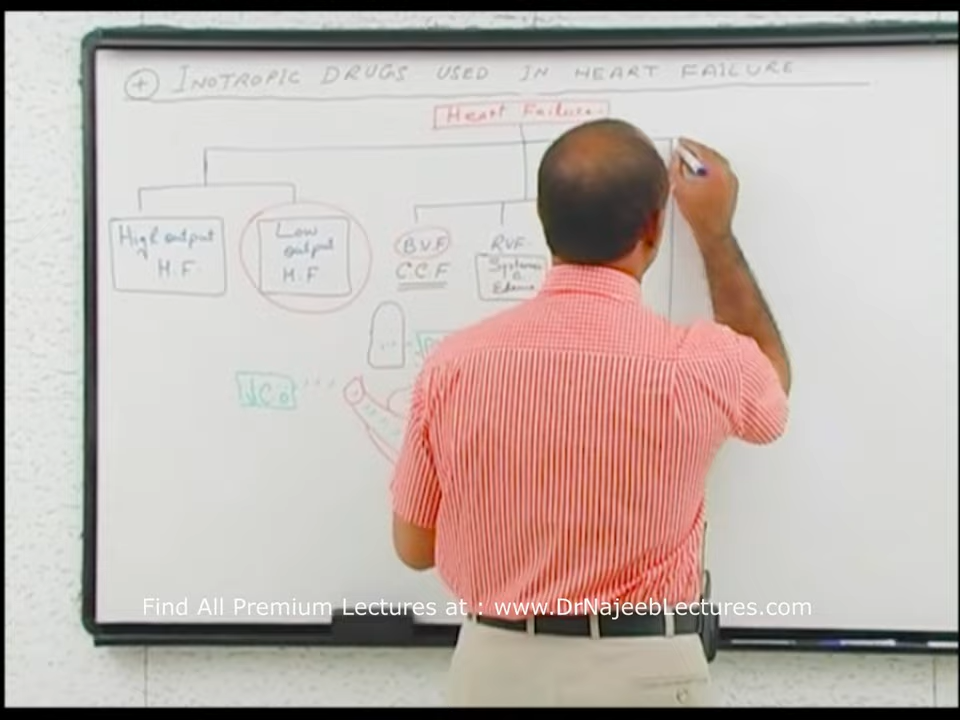 + INOTROPIC DRUGS USED IN HEART FAILURE
Heart Failure
High output
H.F.
Low
output
H.F
B.V.F
C.C.F
RVF
Systemic
Edema
↓C.O
Find All Premium Lectures at : www.DrNajeebLectures.com